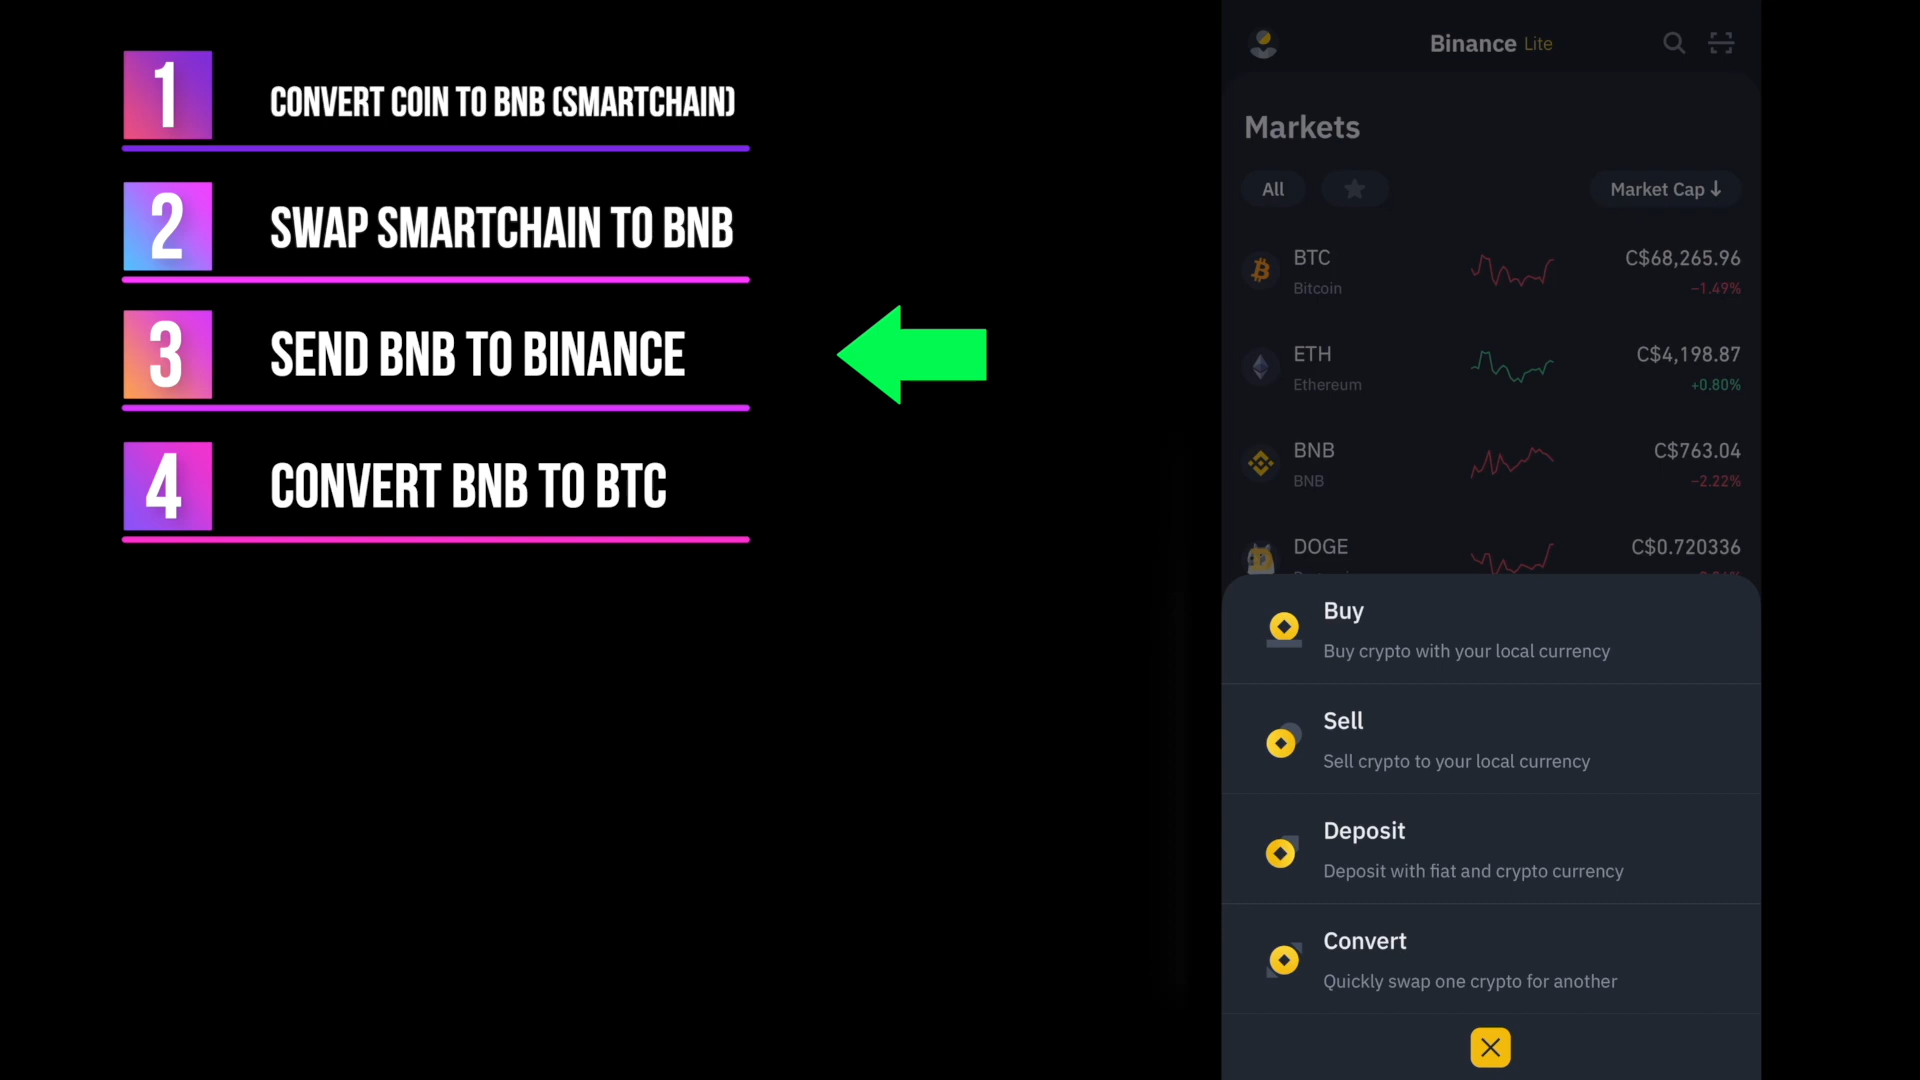 1 CONVERT COIN TO BNB (SMARTCHAIN)
2 SWAP SMARTCHAIN TO BNB
3 SEND BNB TO BINANCE
4 CONVERT BNB TO BTC
Binance Lite
Markets
All
Market Cap ↓
BTC C$68,265.96
Bitcoin -1.49%
ETH C$4,198.87
Ethereum +0.80%
BNB C$763.04
BNB -2.22%
DOGE C$0.720336
Buy
Buy crypto with your local currency
Sell
Sell crypto to your local currency
Deposit
Deposit with fiat and crypto currency
Convert
Quickly swap one crypto for another